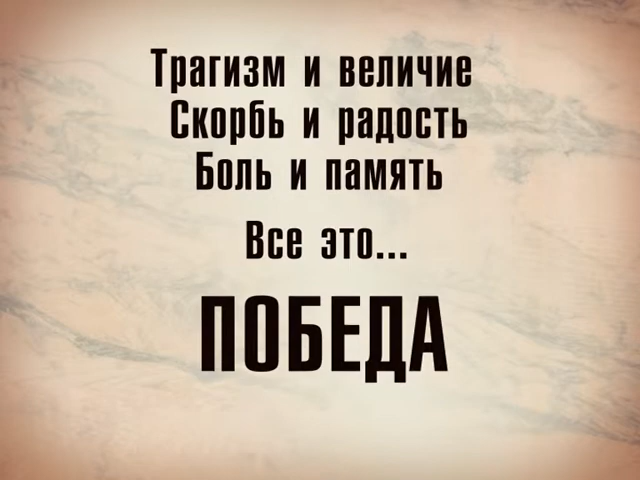 Трагизм и величие
Скорбь и радость
Боль и память
Все это...
ПОБЕДА